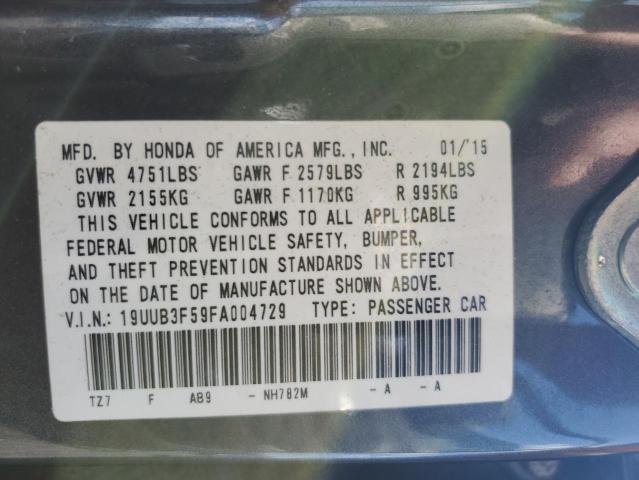 MFD. BY HONDA OF AMERICA MFG., INC. 01/'15
GVWR 4751LBS GAWR F 2579LBS R 2194LBS
GVWR 2155KG GAWR F 1170KG R 995KG
THIS VEHICLE CONFORMS TO ALL APPLICABLE
FEDERAL MOTOR VEHICLE SAFETY, BUMPER,
AND THEFT PREVENTION STANDARDS IN EFFECT
ON THE DATE OF MANUFACTURE SHOWN ABOVE.
V.I.N.: 19UUB3F59FA004729 TYPE: PASSENGER CAR
TZ7 F AB9 - NH782M - A - A